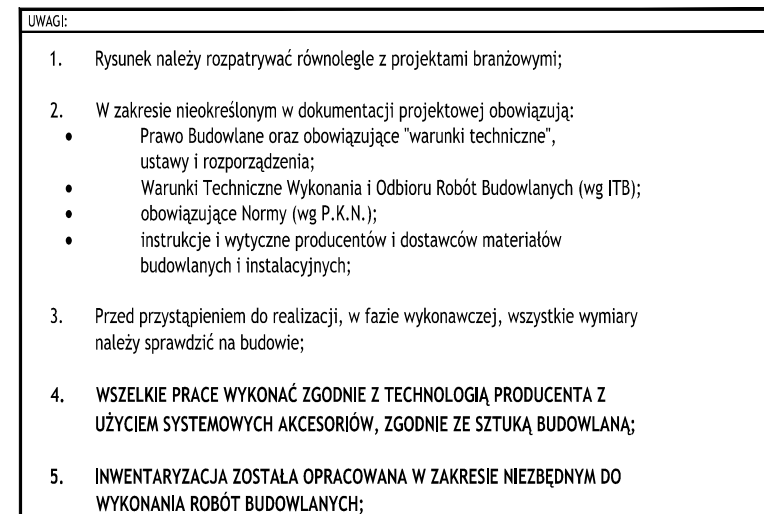 UWAGI:
1. Rysunek należy rozpatrywać równolegle z projektami branżowymi;
2. W zakresie nieokreślonym w dokumentacji projektowej obowiązują:
• Prawo Budowlane oraz obowiązujące "warunki techniczne",
ustawy i rozporządzenia;
• Warunki Techniczne Wykonania i Odbioru Robót Budowlanych (wg ITB);
• obowiązujące Normy (wg P.K.N.);
• instrukcje i wytyczne producentów i dostawców materiałów
budowlanych i instalacyjnych;
3. Przed przystąpieniem do realizacji, w fazie wykonawczej, wszystkie wymiary
należy sprawdzić na budowie;
4. WSZELKIE PRACE WYKONAĆ ZGODNIE Z TECHNOLOGIĄ PRODUCENTA Z
UŻYCIEM SYSTEMOWYCH AKCESORIÓW, ZGODNIE ZE SZTUKĄ BUDOWLANĄ;
5. INWENTARYZACJA ZOSTAŁA OPRACOWANA W ZAKRESIE NIEZBĘDNYM DO
WYKONANIA ROBÓT BUDOWLANYCH;